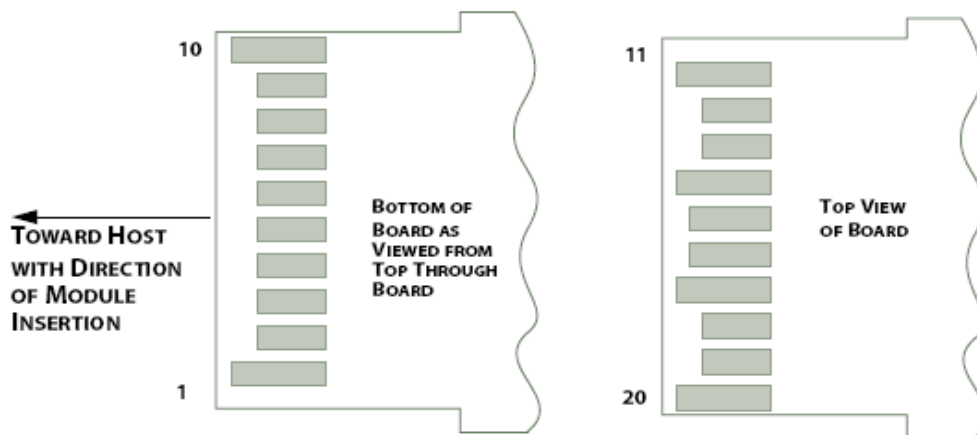 10
1
TOWARD HOST
WITH DIRECTION
OF MODULE
INSERTION
BOTTOM OF
BOARD AS
VIEWED FROM
TOP THROUGH
BOARD
11
20
TOP VIEW
OF BOARD